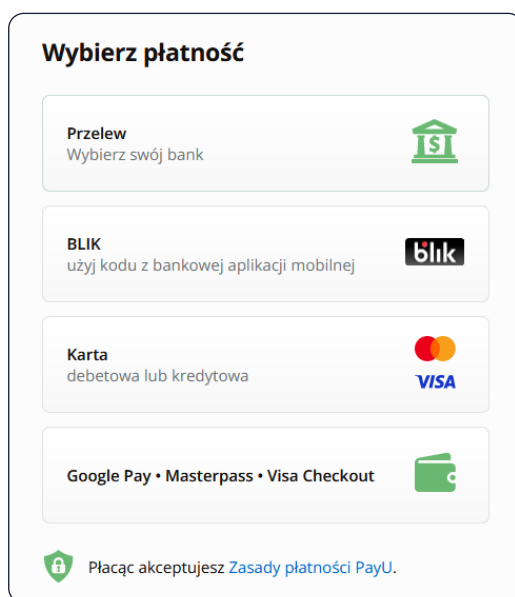 Wybierz płatność
Przelew
Wybierz swój bank
$
BLIK
użyj kodu z bankowej aplikacji mobilnej
blik
Karta
debetowa lub kredytowa
VISA
Google Pay • Masterpass • Visa Checkout
Płacąc akceptujesz Zasady płatności PayU.